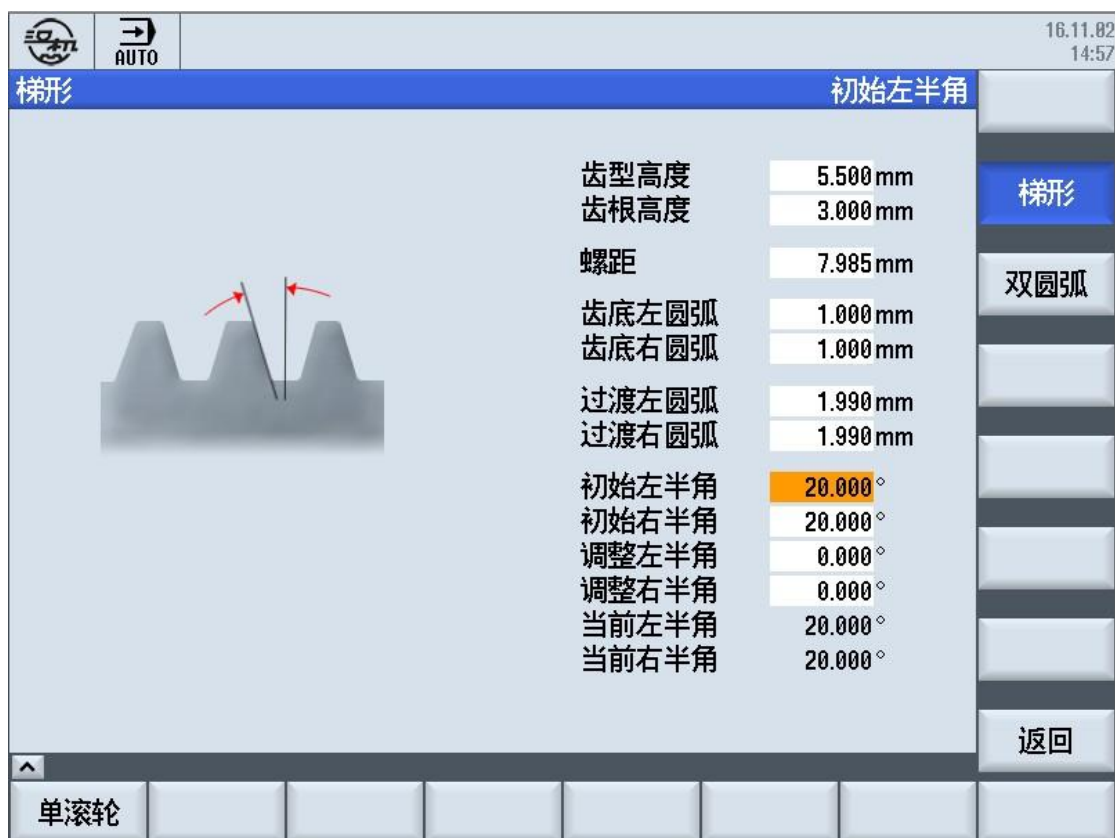 AUTO
16.11.02
14:57
梯形 初始左半角
齿型高度 5.500 mm
齿根高度 3.000 mm
螺距 7.985 mm
齿底左圆弧 1.000 mm
齿底右圆弧 1.000 mm
过渡左圆弧 1.990 mm
过渡右圆弧 1.990 mm
初始左半角 20.000 °
初始右半角 20.000 °
调整左半角 0.000 °
调整右半角 0.000 °
当前左半角 20.000 °
当前右半角 20.000 °
梯形
双圆弧
返回
单滚轮